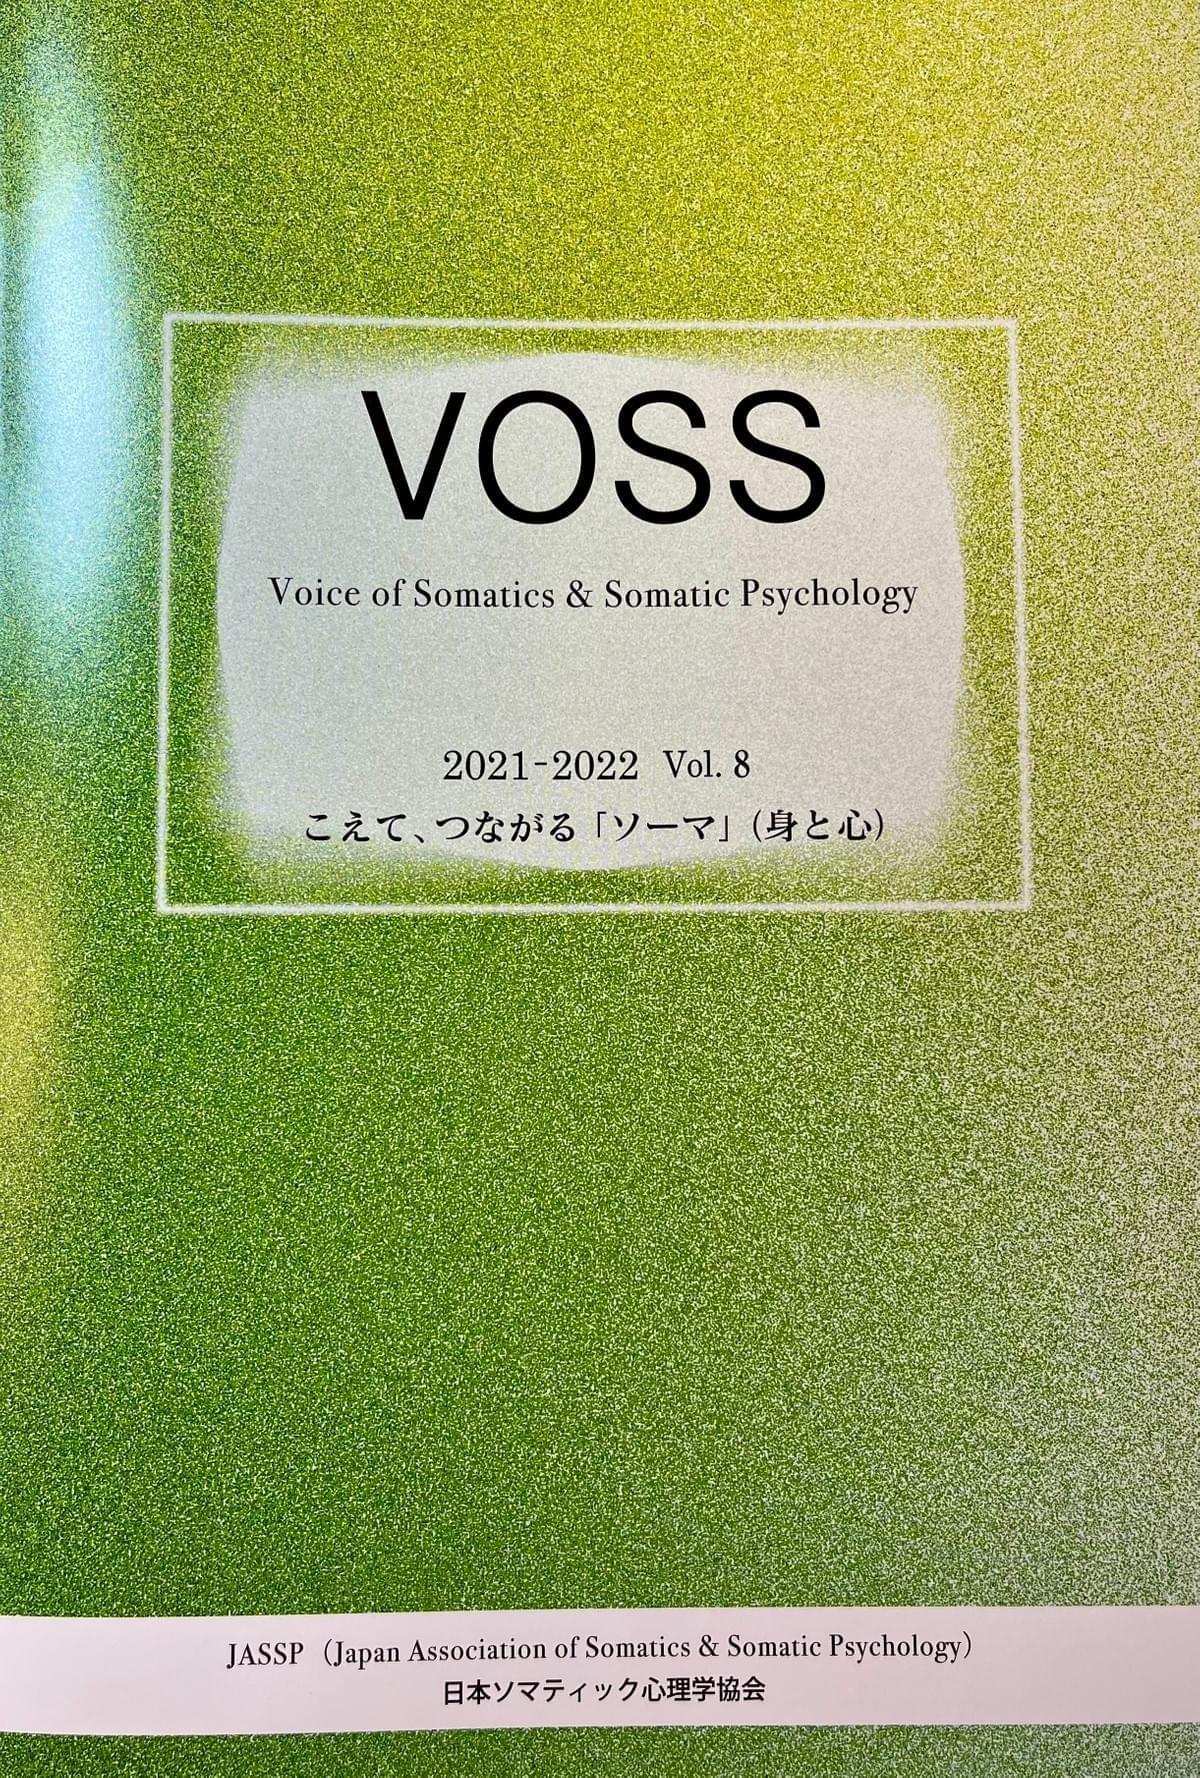 VOSS
Voice of Somatics & Somatic Psychology
2021-2022 Vol. 8
こえて、つながる「ソーマ」(身と心)
JASSP（Japan Association of Somatics & Somatic Psychology）
日本ソマティック心理学協会